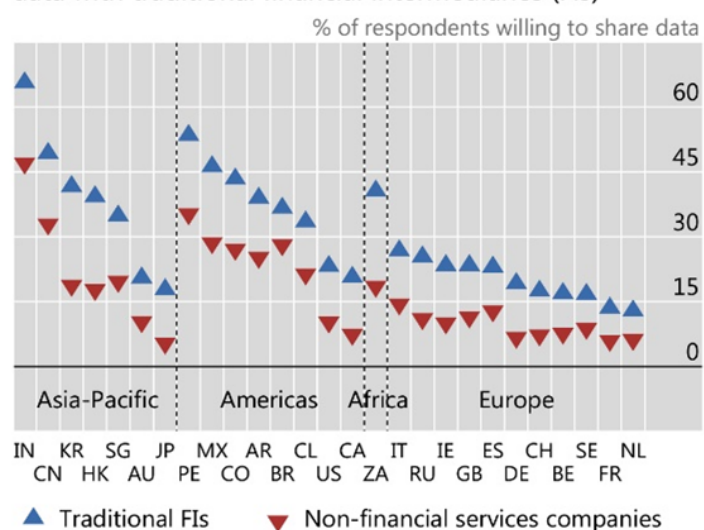 % of respondents willing to share data
60
45
30
15
0
Asia-Pacific Americas Africa Europe
IN KR SG JP MX AR CL CA IT IE ES CH SE NL
CN HK AU PE CO BR US ZA RU GB DE BE FR
Traditional FIs Non-financial services companies